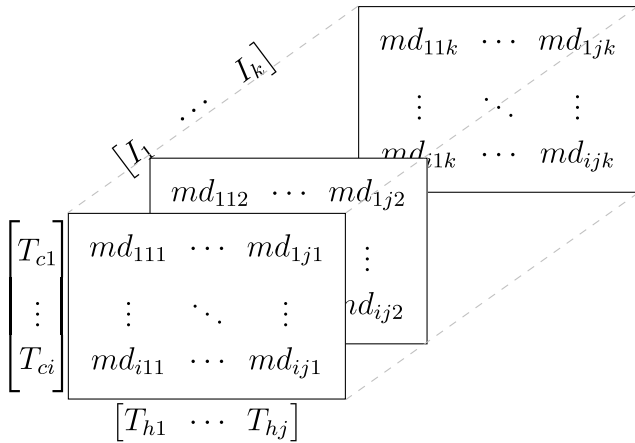 md_{11k} ⋯ md_{1jk}
⋮ ⋱ ⋮
md_{i1k} ⋯ md_{ijk}
[I_1 ⋯ I_k]
md_{112} ⋯ md_{1j2}
⋮
md_{ij2}
md_{111} ⋯ md_{1j1}
⋮ ⋱ ⋮
md_{i11} ⋯ md_{ij1}
[T_{c1}
⋮
T_{ci}]
[T_{h1} ⋯ T_{hj}]